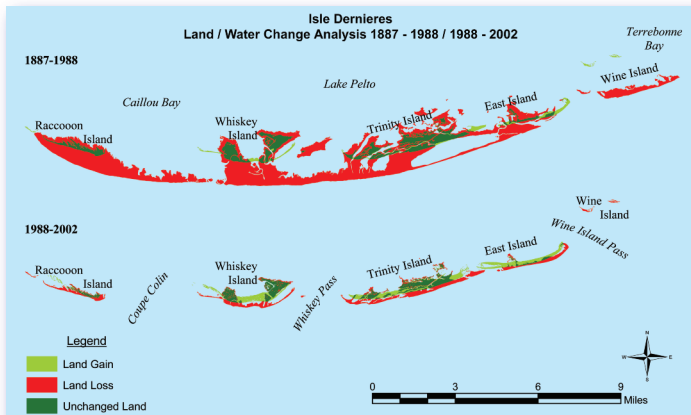 Isle Dernieres
Land / Water Change Analysis 1887 - 1988 / 1988 - 2002
Terrebonne
Bay
1887-1988
Lake Pelto
Wine Island
Caillou Bay
East Island
Raccooon
Island
Whiskey
Island
Trinity Island
Wine
Island
1988-2002
Wine Island Pass
East Island
Raccooon
Island
Whiskey
Island
Trinity Island
Coupe Colin
Whiskey Pass
Legend
Land Gain
Land Loss
Unchanged Land
N
W
E
S
0 3 6 9
Miles